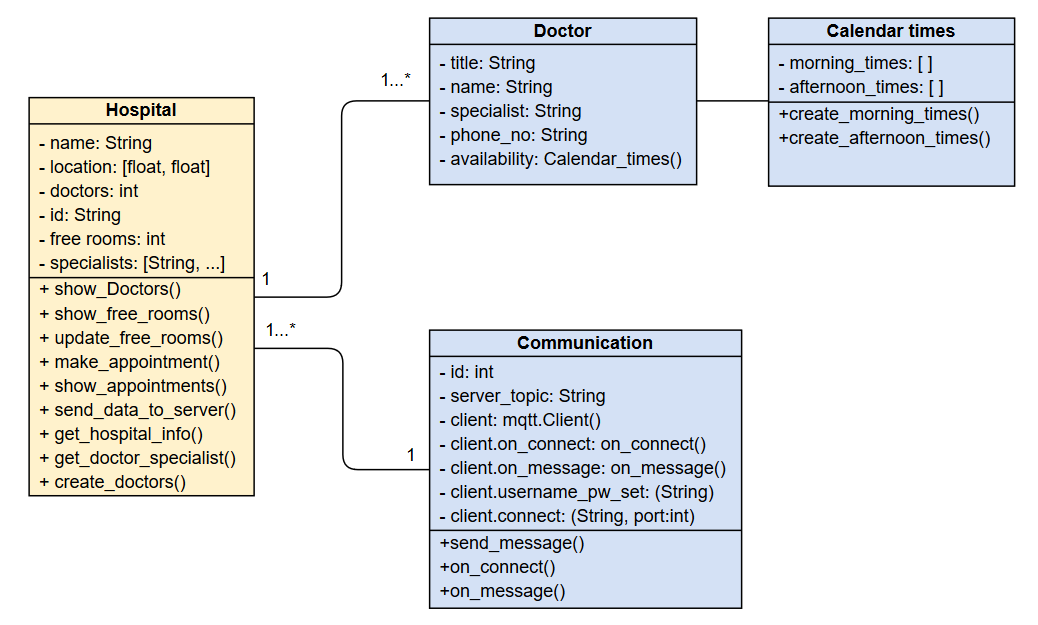 Hospital
- name: String
- location: [float, float]
- doctors: int
- id: String
- free rooms: int
- specialists: [String, ...]
+ show_Doctors()
+ show_free_rooms()
+ update_free_rooms()
+ make_appointment()
+ show_appointments()
+ send_data_to_server()
+ get_hospital_info()
+ get_doctor_specialist()
+ create_doctors()
1
1...*
1...*
1
Doctor
- title: String
- name: String
- specialist: String
- phone_no: String
- availability: Calendar_times()
Calendar times
- morning_times: [ ]
- afternoon_times: [ ]
+create_morning_times()
+create_afternoon_times()
Communication
- id: int
- server_topic: String
- client: mqtt.Client()
- client.on_connect: on_connect()
- client.on_message: on_message()
- client.username_pw_set: (String)
- client.connect: (String, port:int)
+send_message()
+on_connect()
+on_message()